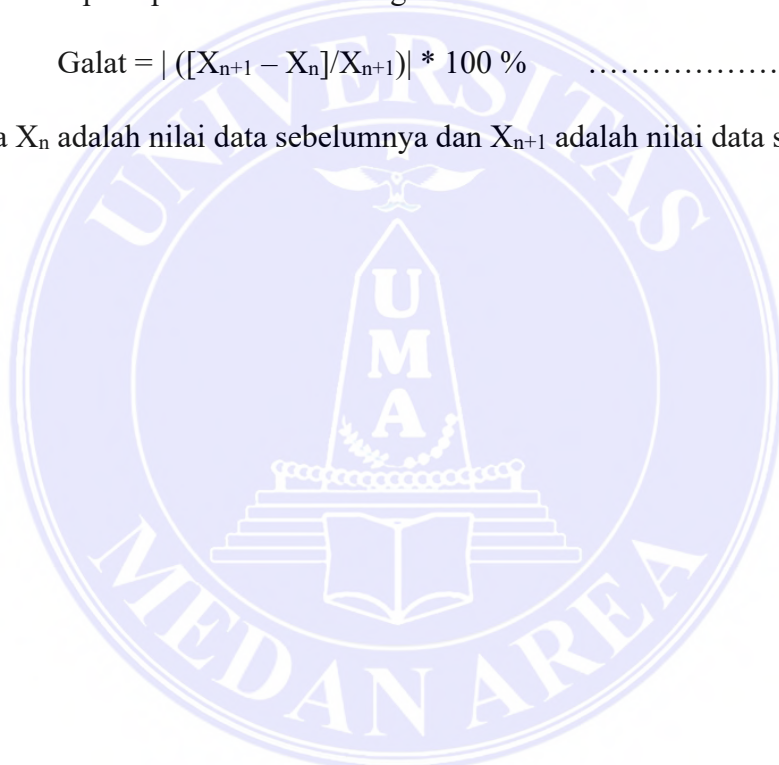 Galat = | ([Xn+1 – Xn]/Xn+1)| * 100 % ...................
a Xn adalah nilai data sebelumnya dan Xn+1 adalah nilai data s
UNIVERSITAS
UMA
MEDAN AREA